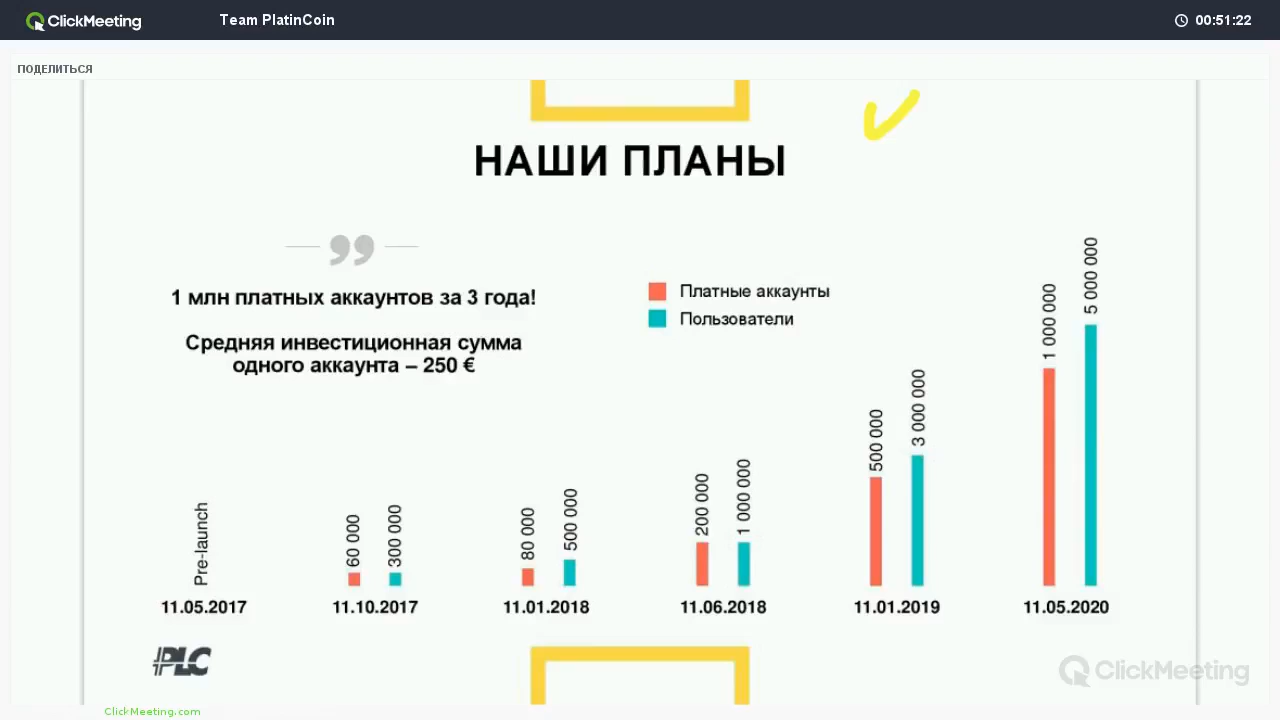 ClickMeeting
Team PlatinCoin
00:51:22
ПОДЕЛИТЬСЯ
НАШИ ПЛАНЫ
1 млн платных аккаунтов за 3 года!
Средняя инвестиционная сумма
одного аккаунта – 250 €
Платные аккаунты
Пользователи
Pre-launch
60 000
300 000
80 000
500 000
200 000
1 000 000
500 000
3 000 000
1 000 000
5 000 000
11.05.2017
11.10.2017
11.01.2018
11.06.2018
11.01.2019
11.05.2020
PLC
ClickMeeting
ClickMeeting.com